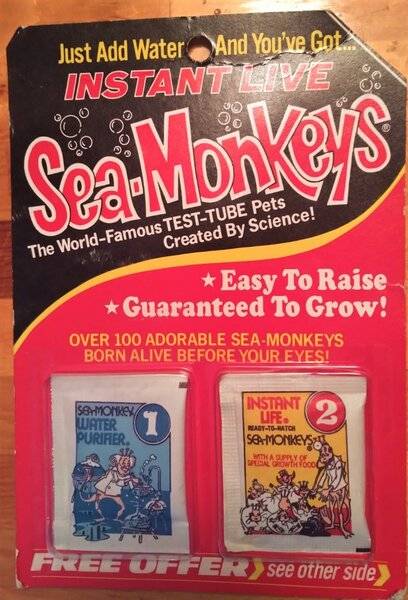 Just Add Water And You've Got...
INSTANT LIVE
Sea-Monkeys®
The World-Famous TEST-TUBE Pets
Created By Science!
★ Easy To Raise
★ Guaranteed To Grow!
OVER 100 ADORABLE SEA-MONKEYS
BORN ALIVE BEFORE YOUR EYES!
SEA-MONKEY
WATER
PURIFIER®
1
INSTANT
LIFE®
READY-TO-HATCH
SEA-MONKEYS
WITH A SUPPLY OF
SPECIAL GROWTH FOOD
2
FREE OFFER see other side